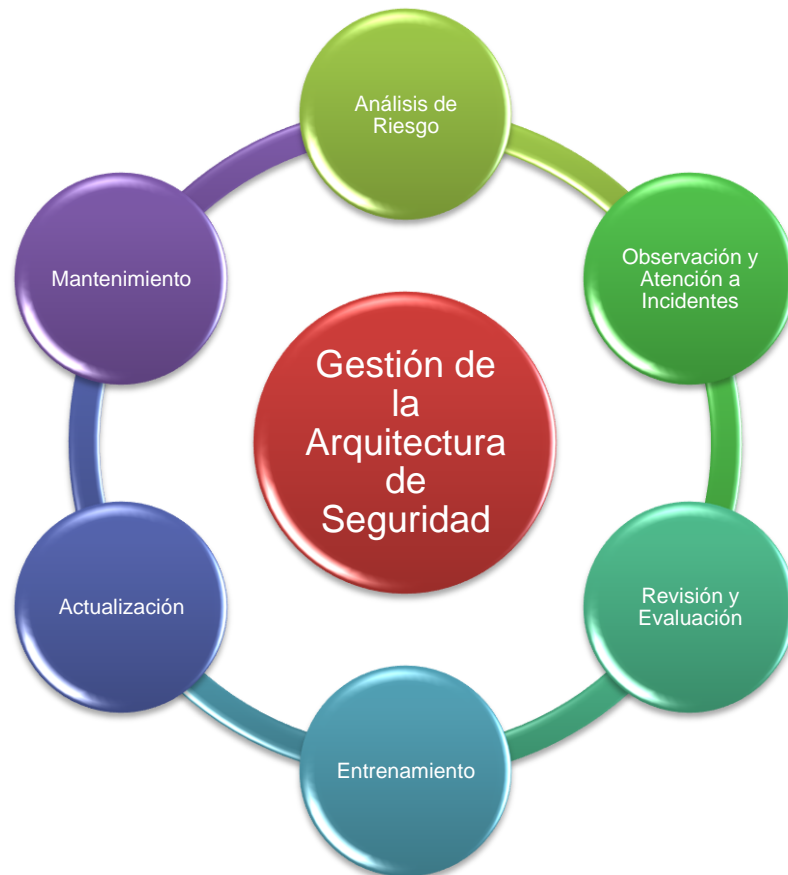 Análisis de
Riesgo
Observación y
Atención a
Incidentes
Revisión y
Evaluación
Entrenamiento
Actualización
Mantenimiento
Gestión de
la
Arquitectura
de
Seguridad